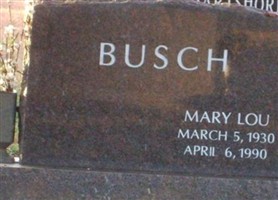 BUSCH
MARY LOU
MARCH 5, 1930
APRIL 6, 1990